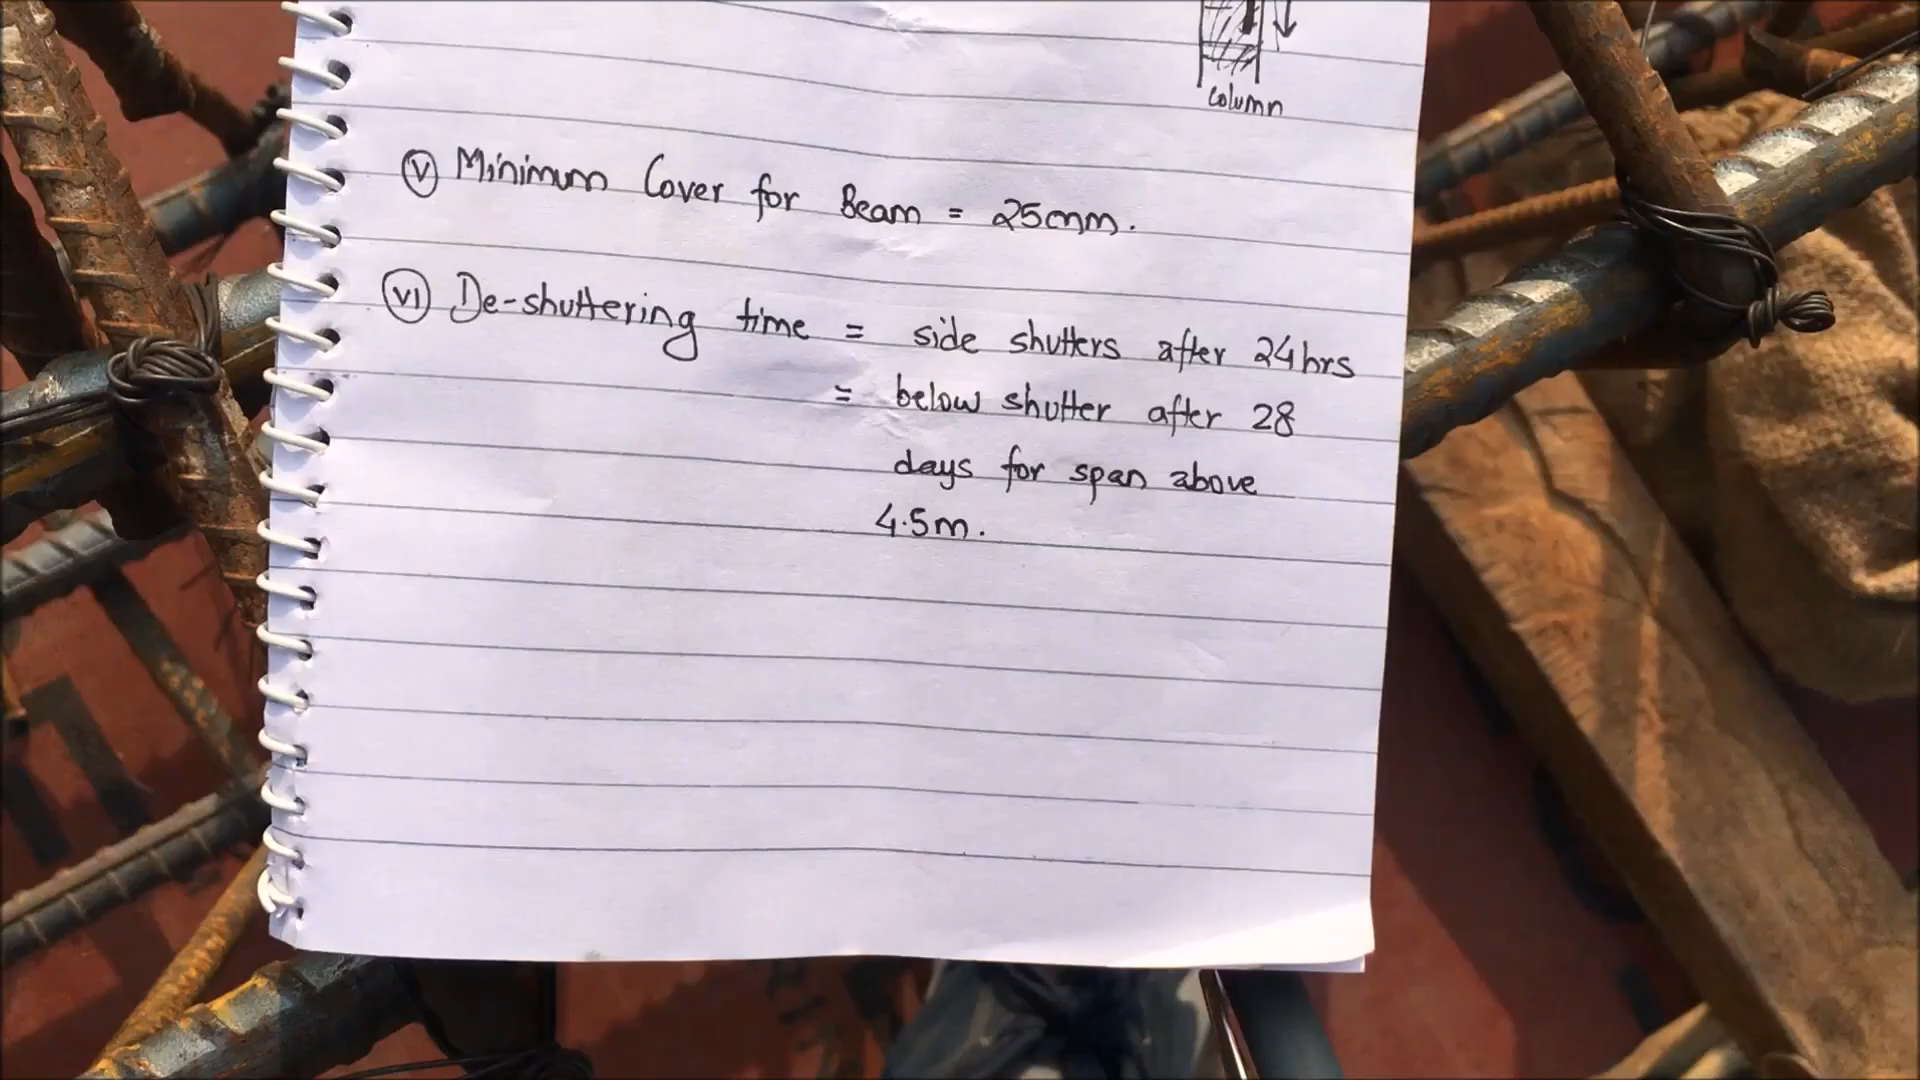 column
(V) Minimum Cover for Beam = 25mm.
(VI) De-shuttering time = side shutters after 24hrs
= below shutter after 28
days for span above
4.5m.